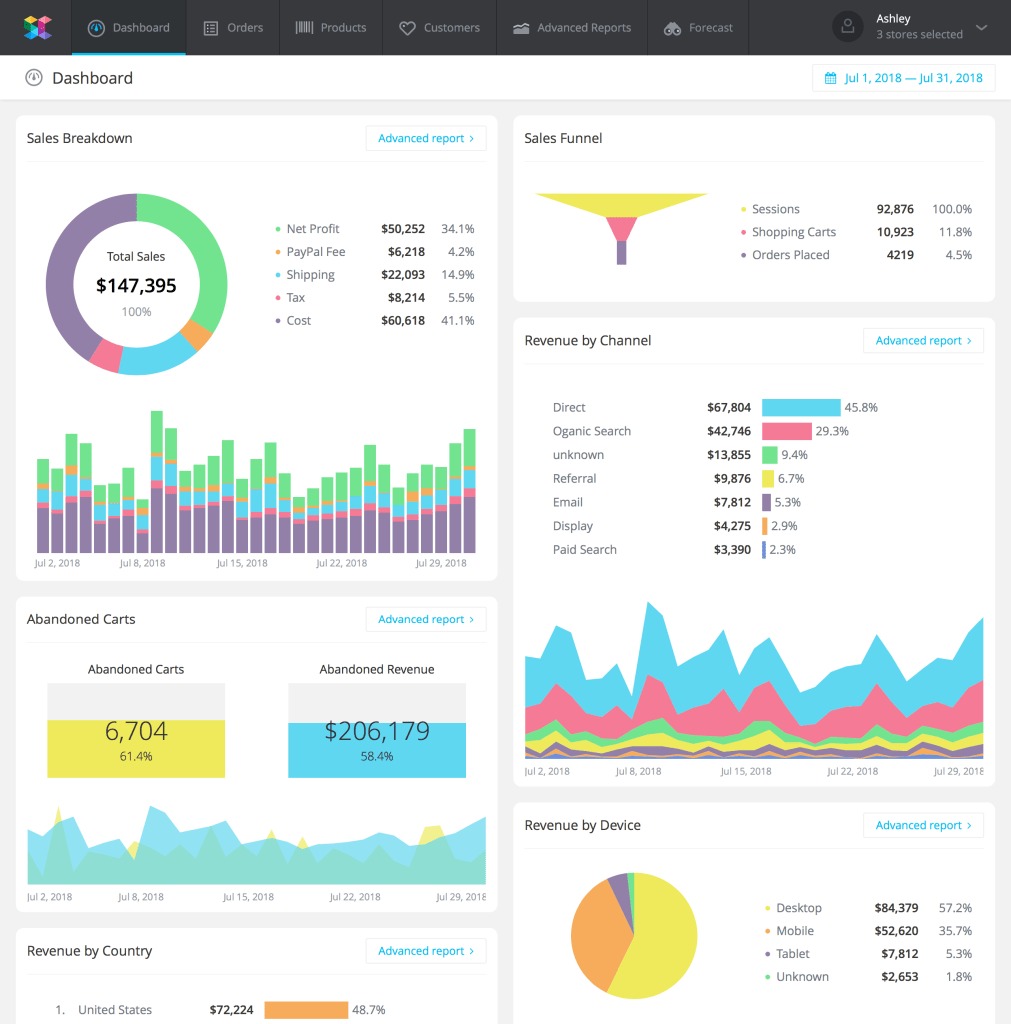 Dashboard Orders Products Customers Advanced Reports Forecast Ashley
3 stores selected
Dashboard Jul 1, 2018 — Jul 31, 2018
Sales Breakdown Advanced report >
Total Sales
$147,395
100%
Net Profit $50,252 34.1%
PayPal Fee $6,218 4.2%
Shipping $22,093 14.9%
Tax $8,214 5.5%
Cost $60,618 41.1%
Jul 2, 2018 Jul 8, 2018 Jul 15, 2018 Jul 22, 2018 Jul 29, 2018
Abandoned Carts Advanced report >
Abandoned Carts Abandoned Revenue
6,704 $206,179
61.4% 58.4%
Jul 2, 2018 Jul 8, 2018 Jul 15, 2018 Jul 22, 2018 Jul 29, 2018
Revenue by Country Advanced report >
1. United States $72,224 48.7%
Sales Funnel
Sessions 92,876 100.0%
Shopping Carts 10,923 11.8%
Orders Placed 4219 4.5%
Revenue by Channel Advanced report >
Direct $67,804 45.8%
Oganic Search $42,746 29.3%
unknown $13,855 9.4%
Referral $9,876 6.7%
Email $7,812 5.3%
Display $4,275 2.9%
Paid Search $3,390 2.3%
Jul 2, 2018 Jul 8, 2018 Jul 15, 2018 Jul 22, 2018 Jul 29, 2018
Revenue by Device Advanced report >
Desktop $84,379 57.2%
Mobile $52,620 35.7%
Tablet $7,812 5.3%
Unknown $2,653 1.8%